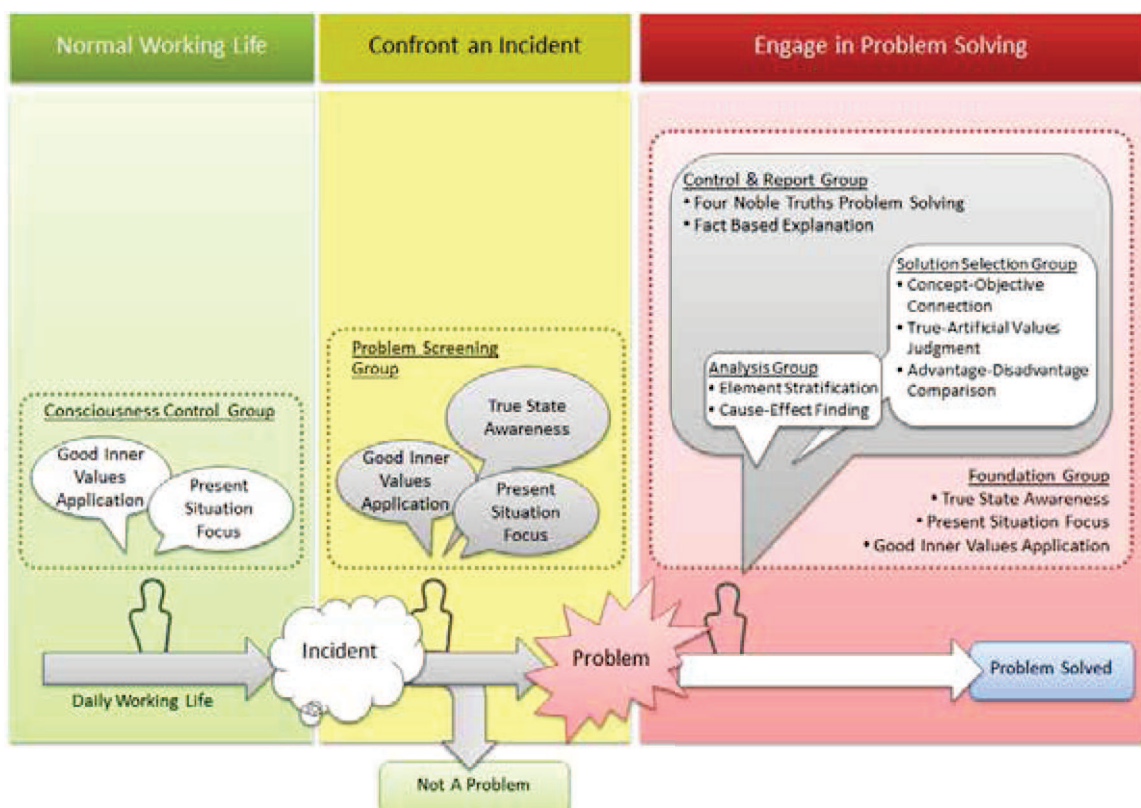 Normal Working Life
Confront an Incident
Engage in Problem Solving
Consciousness Control Group
Good Inner
Values
Application
Present
Situation
Focus
Problem Screening
Group
True State
Awareness
Good Inner
Values
Application
Present
Situation
Focus
Control & Report Group
• Four Noble Truths Problem Solving
• Fact Based Explanation
Solution Selection Group
• Concept-Objective
Connection
• True-Artificial Values
Judgment
• Advantage-Disadvantage
Comparison
Analysis Group
• Element Stratification
• Cause-Effect Finding
Foundation Group
• True State Awareness
• Present Situation Focus
• Good Inner Values Application
Daily Working Life
Incident
Problem
Problem Solved
Not A Problem